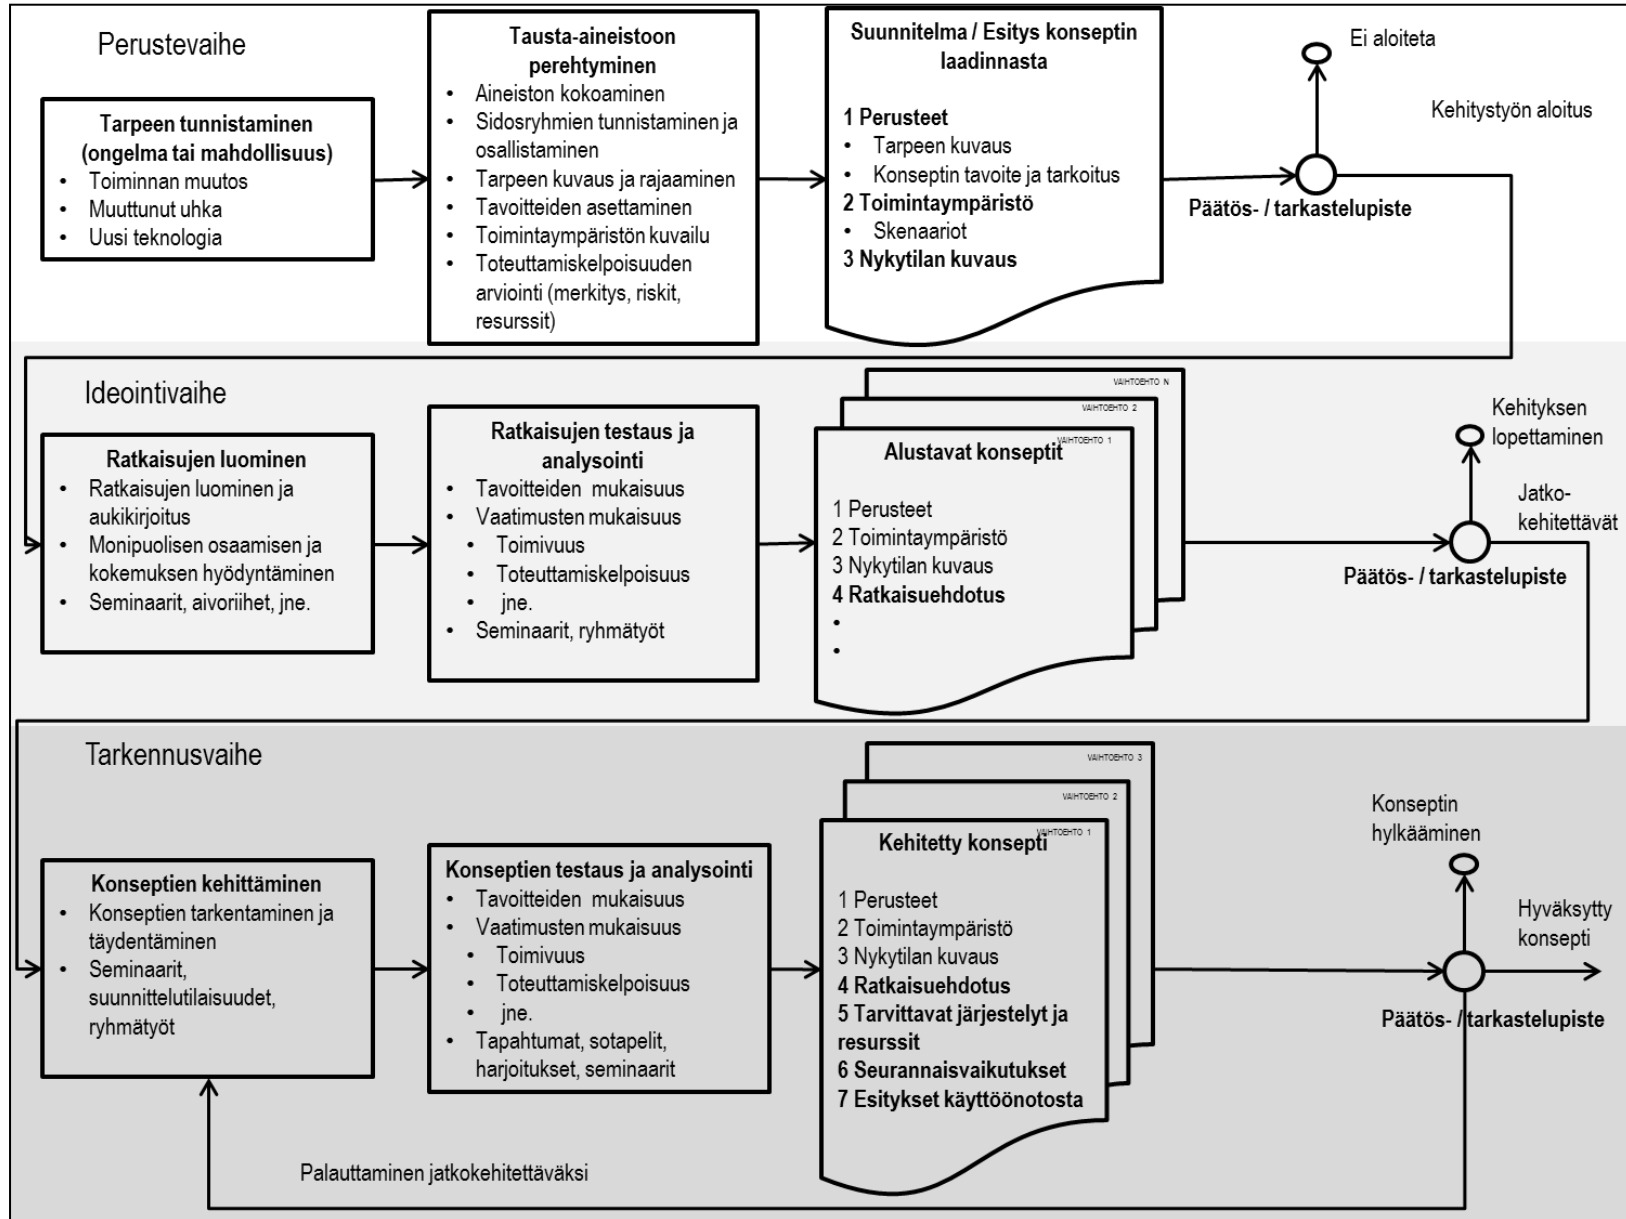 Perustevaihe
Tarpeen tunnistaminen
(ongelma tai mahdollisuus)
• Toiminnan muutos
• Muuttunut uhka
• Uusi teknologia
Tausta-aineistoon
perehtyminen
• Aineiston kokoaminen
• Sidosryhmien tunnistaminen ja
osallistaminen
• Tarpeen kuvaus ja rajaaminen
• Tavoitteiden asettaminen
• Toimintaympäristön kuvailu
• Toteuttamiskelpoisuuden
arviointi (merkitys, riskit,
resurssit)
Suunnitelma / Esitys konseptin
laadinnasta
1 Perusteet
• Tarpeen kuvaus
• Konseptin tavoite ja tarkoitus
2 Toimintaympäristö
• Skenaariot
3 Nykytilan kuvaus
Ei aloiteta
Kehitystyön aloitus
Päätös- / tarkastelupiste
Ideointivaihe
Ratkaisujen luominen
• Ratkaisujen luominen ja
aukikirjoitus
• Monipuolisen osaamisen ja
kokemuksen hyödyntäminen
• Seminaarit, aivoriihet, jne.
Ratkaisujen testaus ja
analysointi
• Tavoitteiden mukaisuus
• Vaatimusten mukaisuus
• Toimivuus
• Toteuttamiskelpoisuus
• jne.
• Seminaarit, ryhmätyöt
VAIHTOEHTO N
VAIHTOEHTO 2
VAIHTOEHTO 1
Alustavat konseptit
1 Perusteet
2 Toimintaympäristö
3 Nykytilan kuvaus
4 Ratkaisuehdotus
•
•
Kehityksen
lopettaminen
Jatko-
kehitettävät
Päätös- / tarkastelupiste
Tarkennusvaihe
Konseptien kehittäminen
• Konseptien tarkentaminen ja
täydentäminen
• Seminaarit,
suunnittelutilaisuudet,
ryhmätyöt
Konseptien testaus ja analysointi
• Tavoitteiden mukaisuus
• Vaatimusten mukaisuus
• Toimivuus
• Toteuttamiskelpoisuus
• jne.
• Tapahtumat, sotapelit,
harjoitukset, seminaarit
VAIHTOEHTO 3
VAIHTOEHTO 2
VAIHTOEHTO 1
Kehitetty konsepti
1 Perusteet
2 Toimintaympäristö
3 Nykytilan kuvaus
4 Ratkaisuehdotus
5 Tarvittavat järjestelyt ja
resurssit
6 Seurannaisvaikutukset
7 Esitykset käyttöönotosta
Konseptin
hylkääminen
Hyväksytty
konsepti
Päätös- / tarkastelupiste
Palauttaminen jatkokehitettäväksi